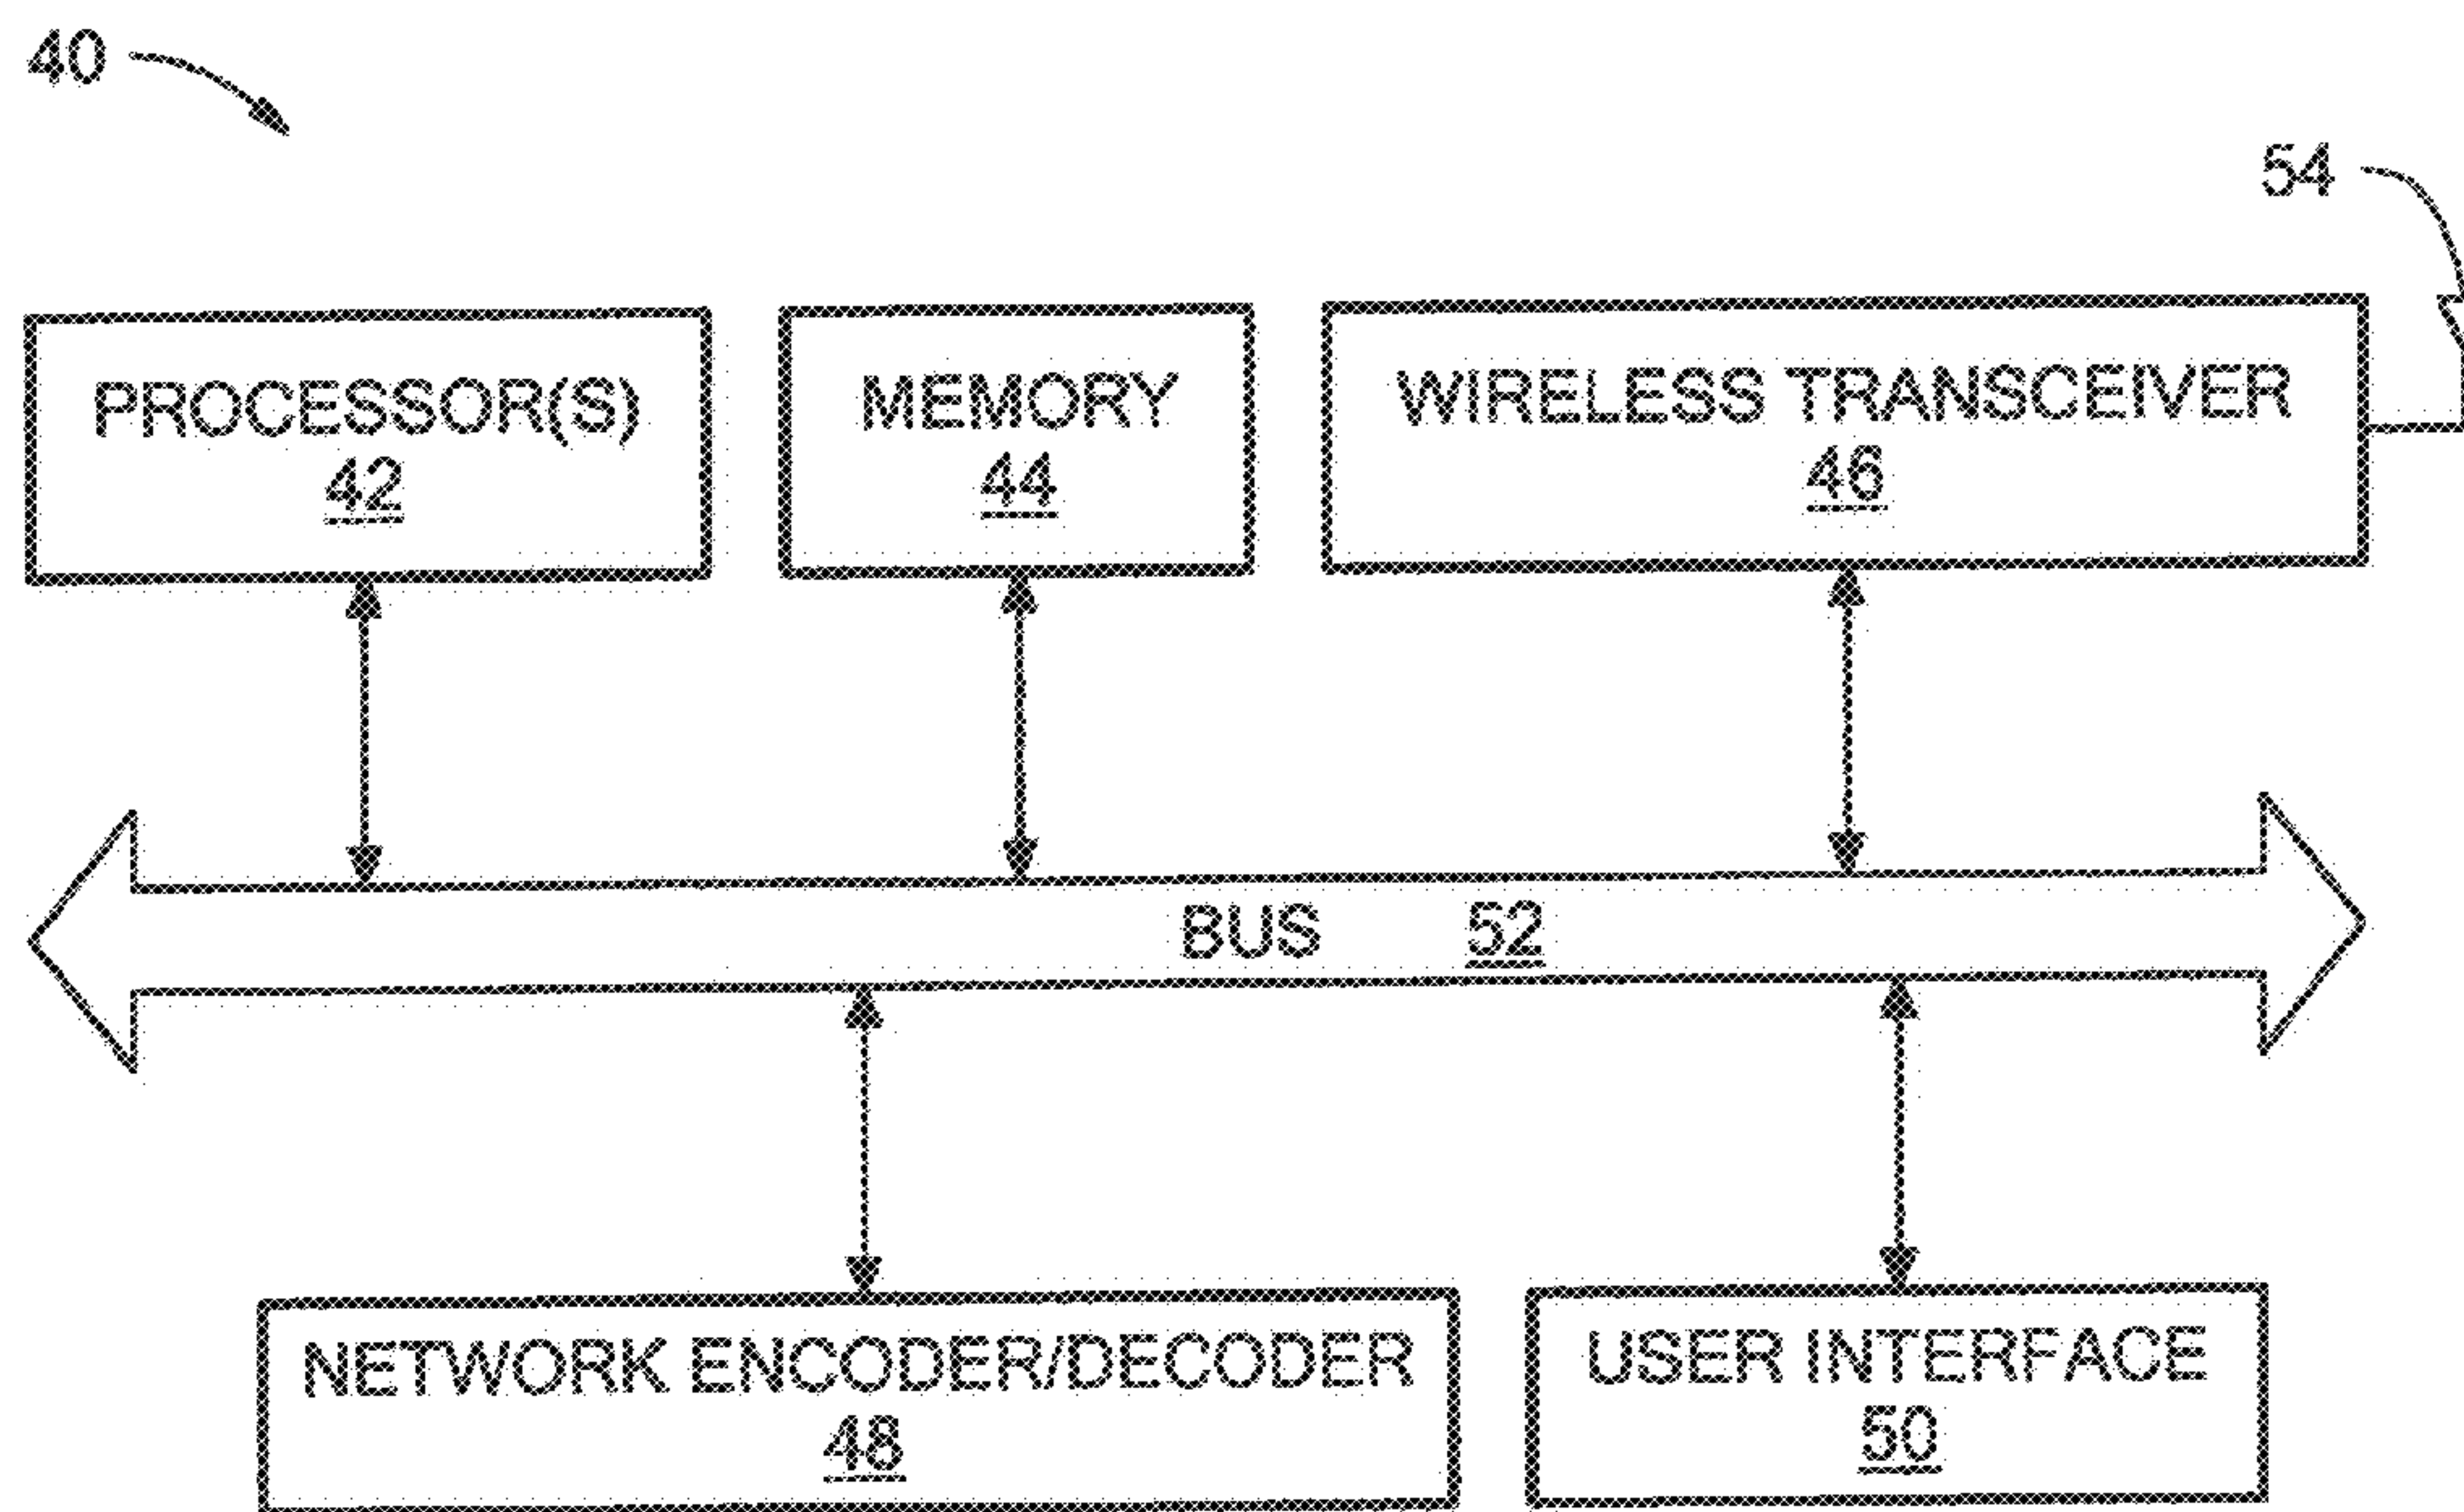 40
54
PROCESSOR(S)
42
MEMORY
44
WIRELESS TRANSCEIVER
46
BUS 52
NETWORK ENCODER/DECODER
48
USER INTERFACE
50